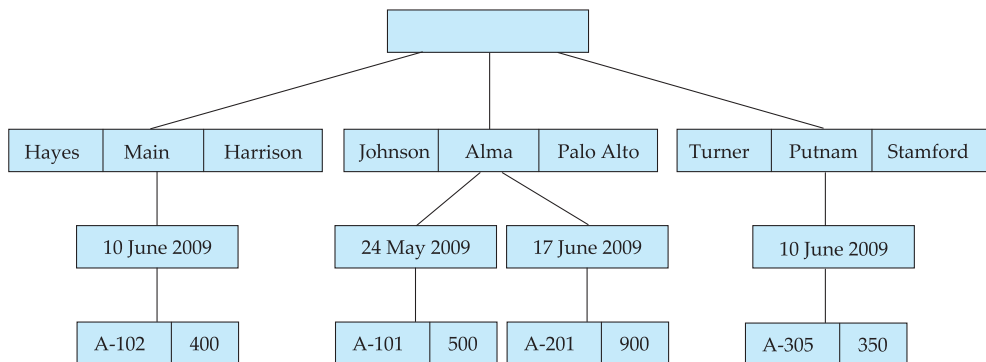 Hayes Main Harrison Johnson Alma Palo Alto Turner Putnam Stamford
10 June 2009 24 May 2009 17 June 2009 10 June 2009
A-102 400 A-101 500 A-201 900 A-305 350